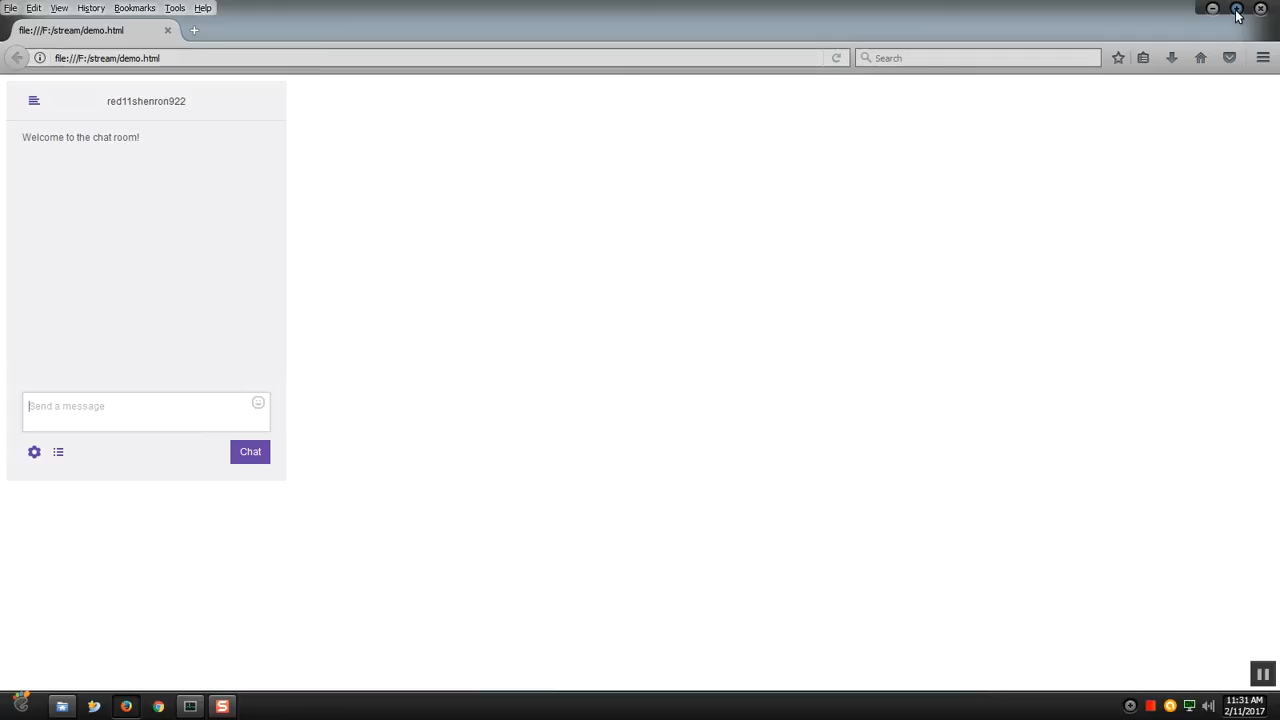 File Edit View History Bookmarks Tools Help
file:///F:/stream/demo.html
file:///F:/stream/demo.html
Search
red11shenron922
Welcome to the chat room!
Send a message
Chat
S
11:31 AM
2/11/2017